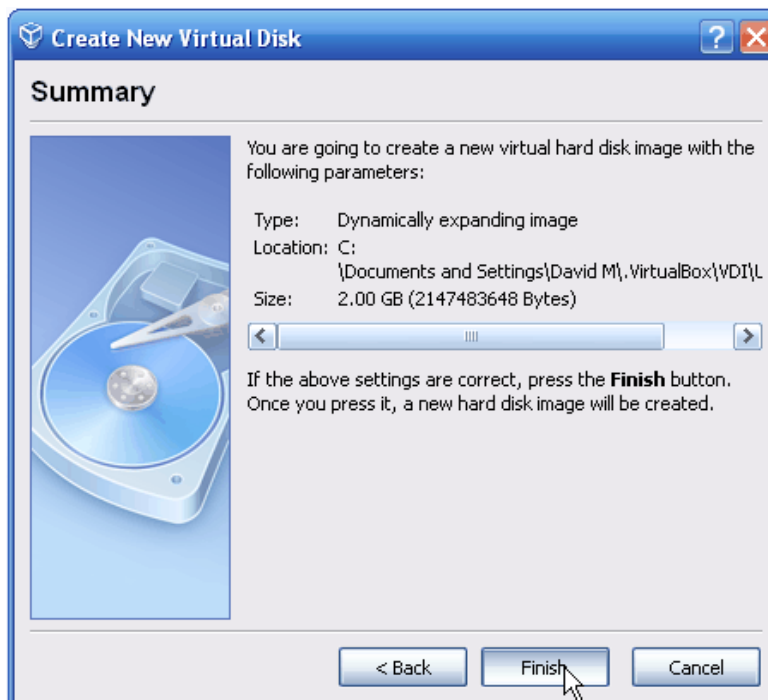 Create New Virtual Disk
Summary
You are going to create a new virtual hard disk image with the
following parameters:
Type: Dynamically expanding image
Location: C:
\Documents and Settings\David M\.VirtualBox\VDI\L
Size: 2.00 GB (2147483648 Bytes)
If the above settings are correct, press the Finish button.
Once you press it, a new hard disk image will be created.
< Back Finish Cancel